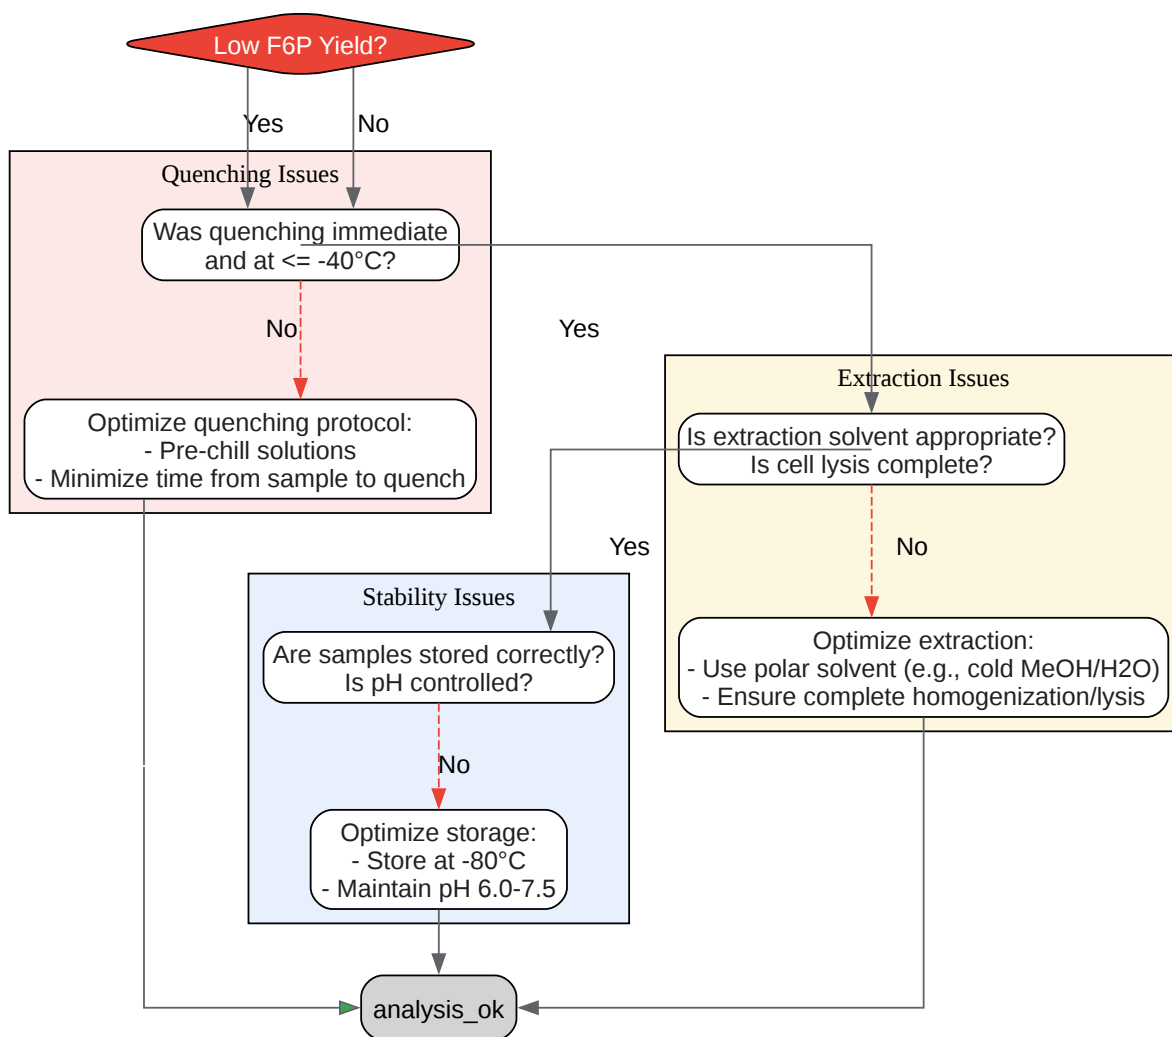 Low F6P Yield?
Yes
No
Quenching Issues
Was quenching immediate
and at <= -40°C?
No
Yes
Optimize quenching protocol:
- Pre-chill solutions
- Minimize time from sample to quench
Extraction Issues
Is extraction solvent appropriate?
Is cell lysis complete?
Yes
No
Optimize extraction:
- Use polar solvent (e.g., cold MeOH/H2O)
- Ensure complete homogenization/lysis
Stability Issues
Are samples stored correctly?
Is pH controlled?
No
Optimize storage:
- Store at -80°C
- Maintain pH 6.0-7.5
analysis_ok